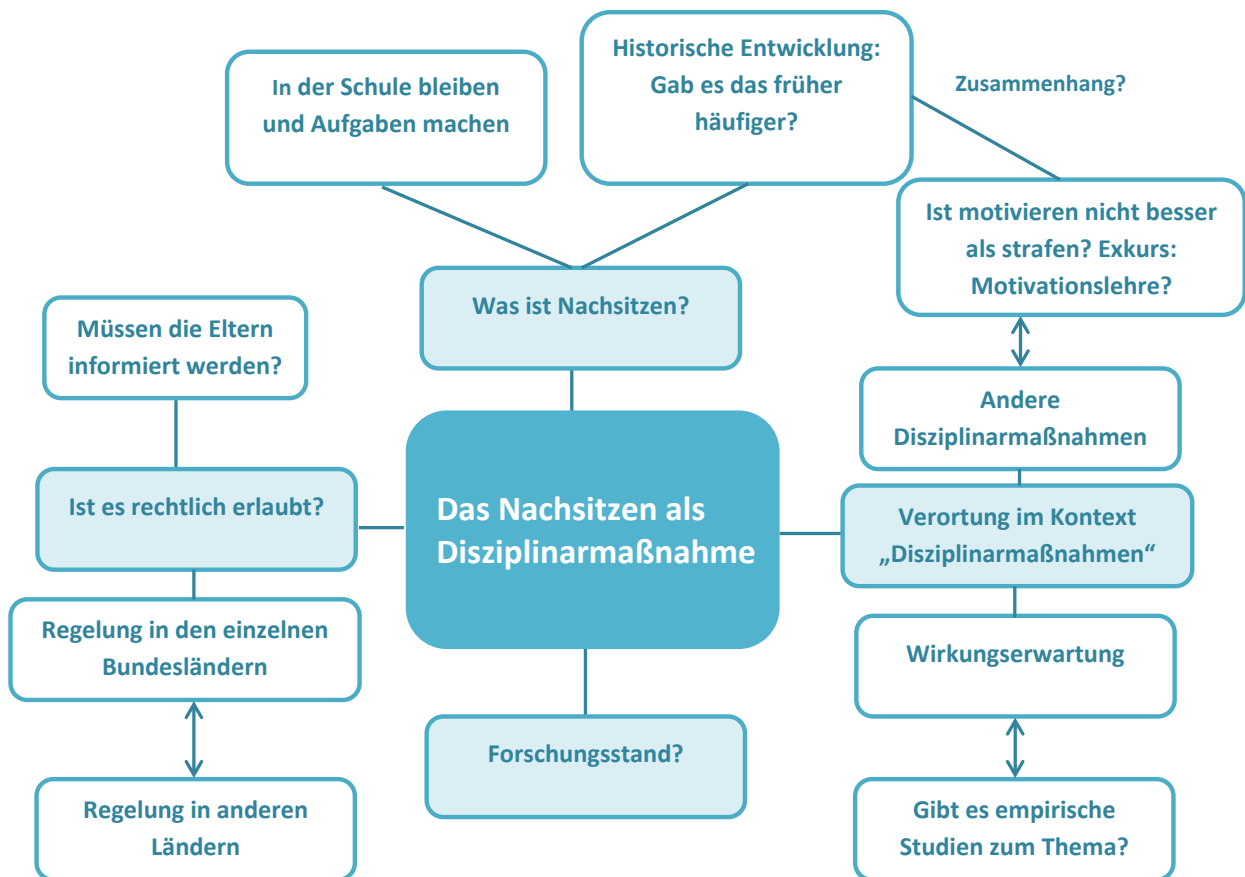 In der Schule bleiben
und Aufgaben machen
Historische Entwicklung:
Gab es das früher
häufiger?
Zusammenhang?
Ist motivieren nicht besser
als strafen? Exkurs:
Motivationslehre?
Was ist Nachsitzen?
Müssen die Eltern
informiert werden?
Andere
Disziplinarmaßnahmen
Ist es rechtlich erlaubt?
Das Nachsitzen als
Disziplinarmaßnahme
Verortung im Kontext
„Disziplinarmaßnahmen“
Regelung in den einzelnen
Bundesländern
Wirkungserwartung
Forschungsstand?
Regelung in anderen
Ländern
Gibt es empirische
Studien zum Thema?